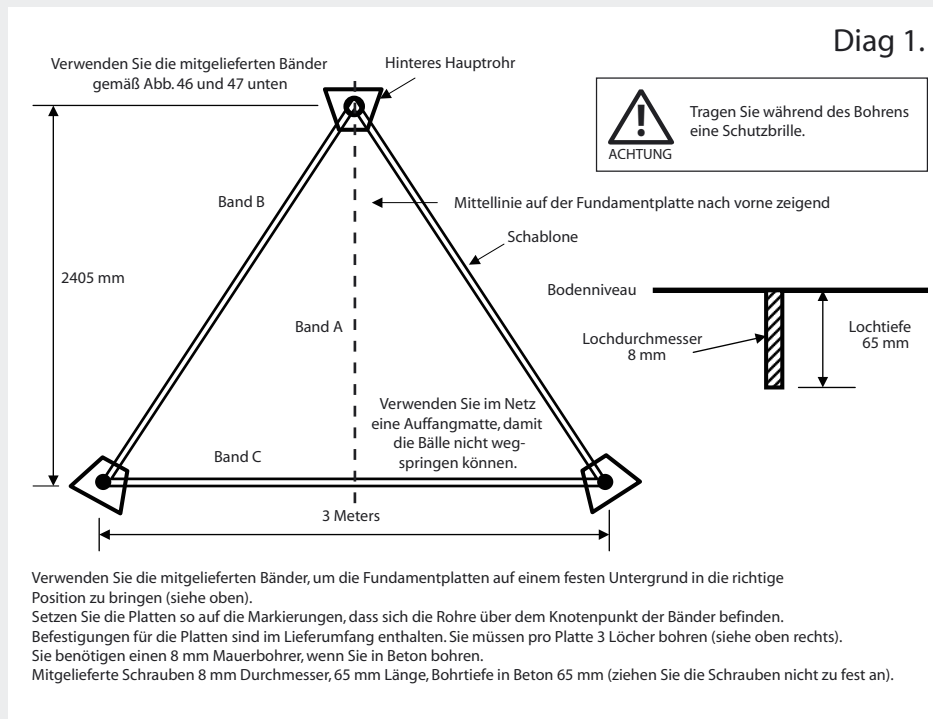 Diag 1.
Verwenden Sie die mitgelieferten Bänder
gemäß Abb. 46 und 47 unten
Hinteres Hauptrohr
Tragen Sie während des Bohrens
eine Schutzbrille.
ACHTUNG
Band B
Mittellinie auf der Fundamentplatte nach vorne zeigend
Schablone
2405 mm
Bodenniveau
Band A
Lochdurchmesser
8 mm
Lochtiefe
65 mm
Verwenden Sie im Netz
eine Auffangmatte, damit
die Bälle nicht weg-
springen können.
Band C
3 Meters
Verwenden Sie die mitgelieferten Bänder, um die Fundamentplatten auf einem festen Untergrund in die richtige
Position zu bringen (siehe oben).
Setzen Sie die Platten so auf die Markierungen, dass sich die Rohre über dem Knotenpunkt der Bänder befinden.
Befestigungen für die Platten sind im Lieferumfang enthalten. Sie müssen pro Platte 3 Löcher bohren (siehe oben rechts).
Sie benötigen einen 8 mm Mauerbohrer, wenn Sie in Beton bohren.
Mitgelieferte Schrauben 8 mm Durchmesser, 65 mm Länge, Bohrtiefe in Beton 65 mm (ziehen Sie die Schrauben nicht zu fest an).